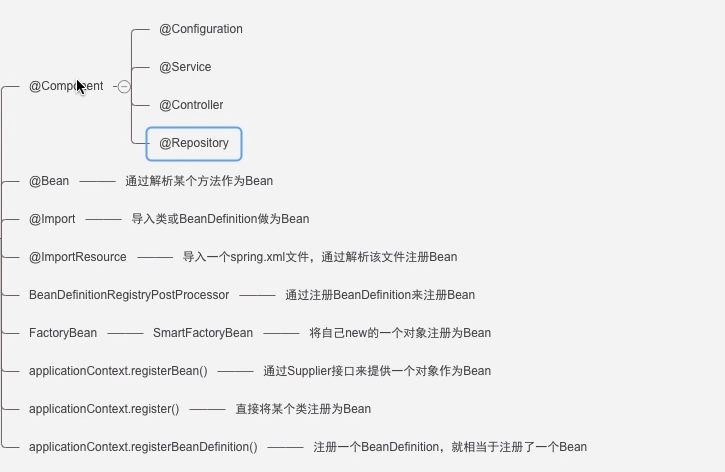 @Configuration
@Service
@Component
@Controller
@Repository
@Bean 通过解析某个方法作为Bean
@Import 导入类或BeanDefinition做为Bean
@ImportResource 导入一个spring.xml文件，通过解析该文件注册Bean
BeanDefinitionRegistryPostProcessor 通过注册BeanDefinition来注册Bean
FactoryBean SmartFactoryBean 将自己new的一个对象注册为Bean
applicationContext.registerBean() 通过Supplier接口来提供一个对象作为Bean
applicationContext.register() 直接将某个类注册为Bean
applicationContext.registerBeanDefinition() 注册一个BeanDefinition，就相当于注册了一个Bean